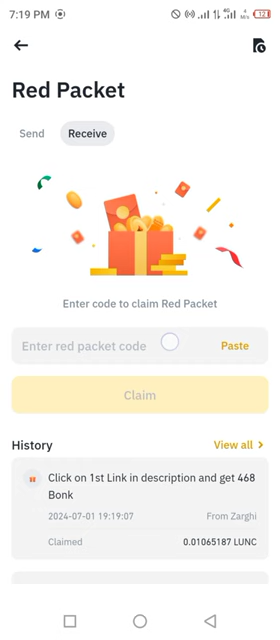 7:19 PM
4G
12
Red Packet
Send
Receive
Enter code to claim Red Packet
Enter red packet code
Paste
Claim
History
View all
Click on 1st Link in description and get 468
Bonk
2024-07-01 19:19:07
From Zarghi
Claimed
0.01065187 LUNC